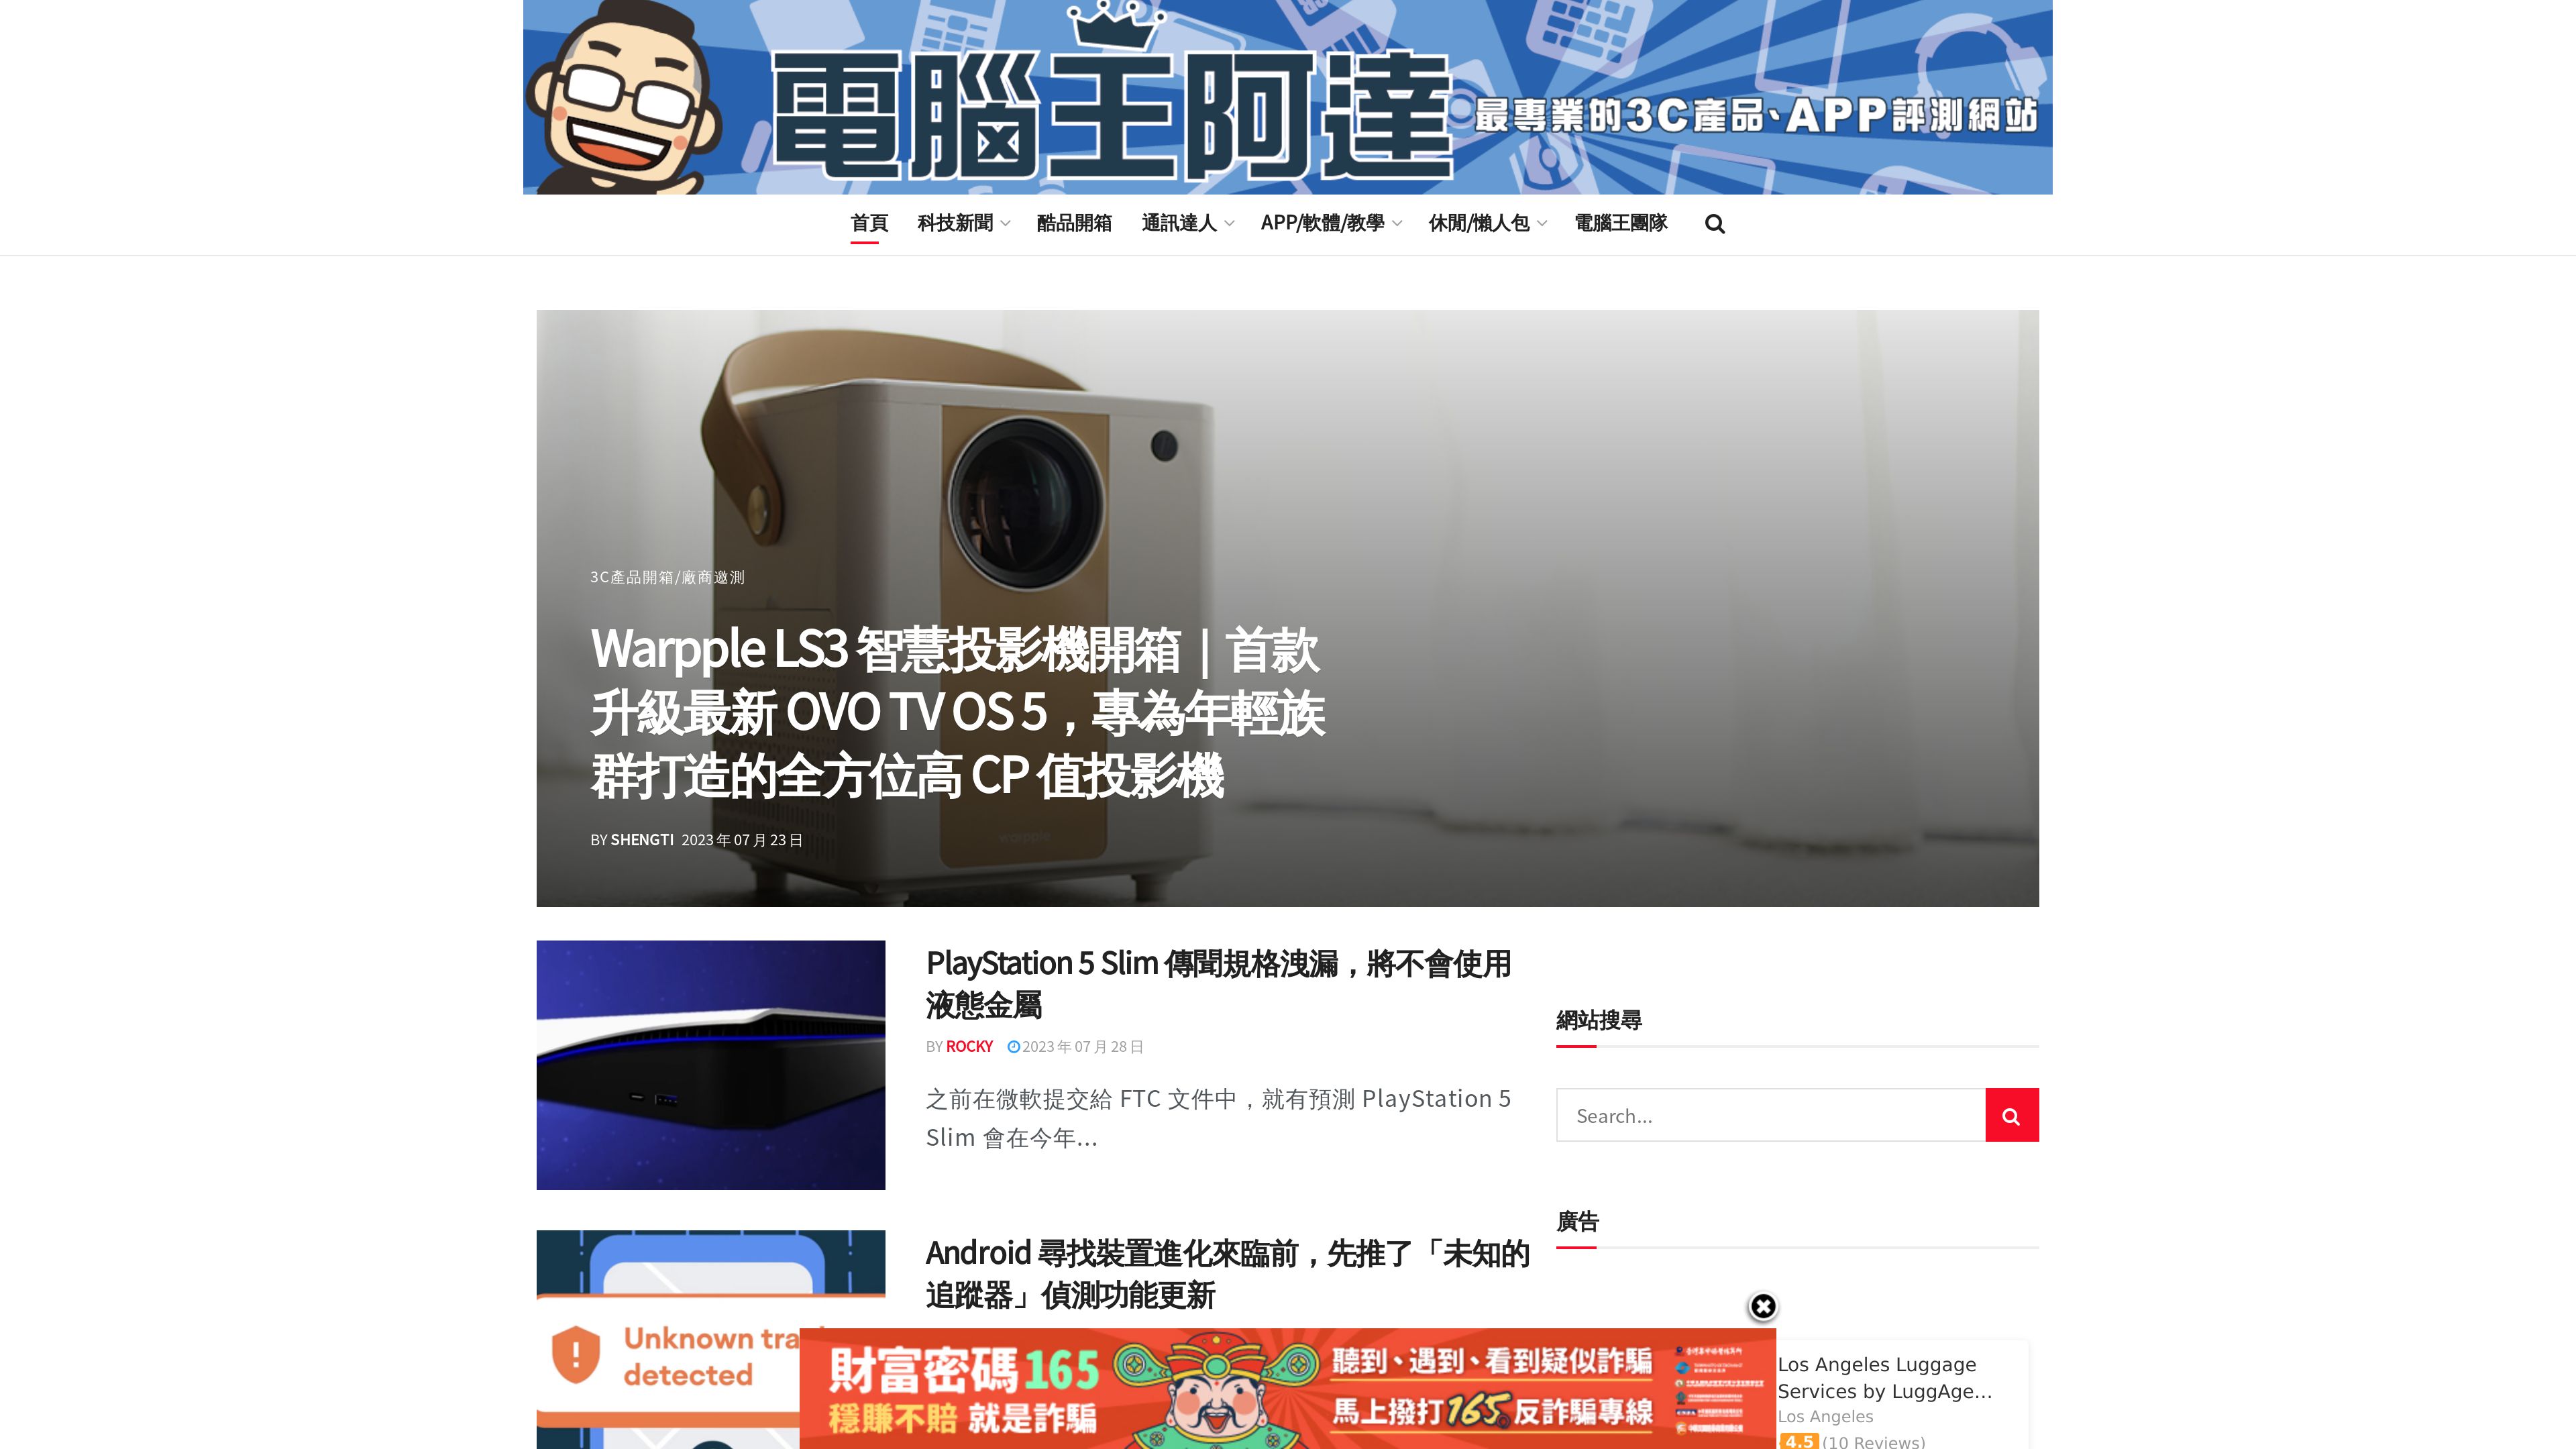 電腦王阿達
最專業的3C產品、APP評測網站
首頁 科技新聞 酷品開箱 通訊達人 APP/軟體/教學 休閒/懶人包 電腦王團隊
3C產品開箱/廠商邀測
Warpple LS3 智慧投影機開箱｜首款
升級最新 OVO TV OS 5，專為年輕族
群打造的全方位高 CP 值投影機
warpple
BY SHENGTI 2023 年 07 月 23 日
PlayStation 5 Slim 傳聞規格洩漏，將不會使用
液態金屬
BY ROCKY 2023 年 07 月 28 日
之前在微軟提交給 FTC 文件中，就有預測 PlayStation 5
Slim 會在今年...
網站搜尋
Search...
廣告
Android 尋找裝置進化來臨前，先推了「未知的
追蹤器」偵測功能更新
Unknown tra
detected
財富密碼165
穩賺不賠 就是詐騙
聽到、遇到、看到疑似詐騙
馬上撥打165反詐騙專線
Los Angeles Luggage
Services by LuggAge...
Los Angeles
4.5 (10 Reviews)